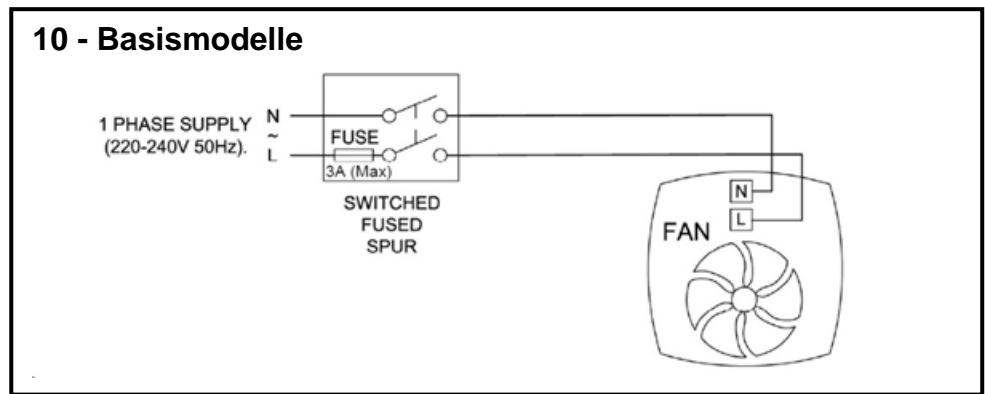 10 - Basismodelle
1 PHASE SUPPLY
(220-240V 50Hz).
N
~
L
FUSE
3A (Max)
SWITCHED
FUSED
SPUR
N
L
FAN